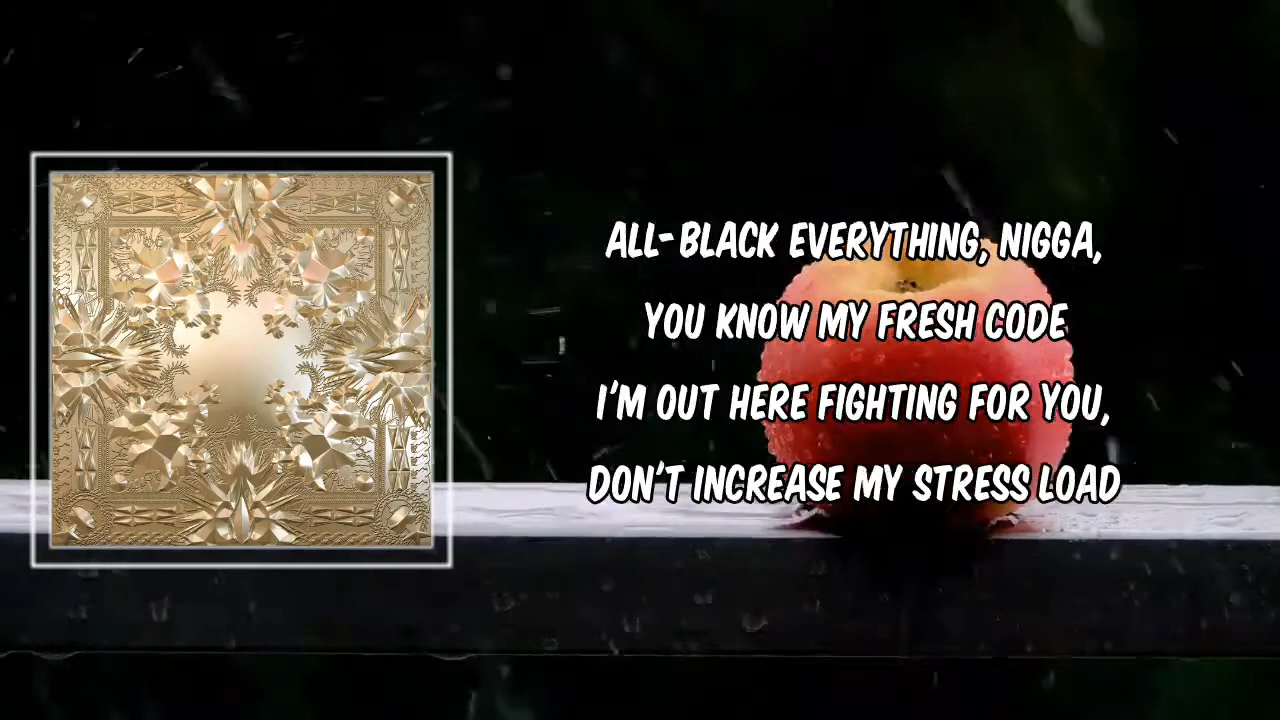 ALL-BLACK EVERYTHING, NIGGA,
YOU KNOW MY FRESH CODE
I'M OUT HERE FIGHTING FOR YOU,
DON'T INCREASE MY STRESS LOAD